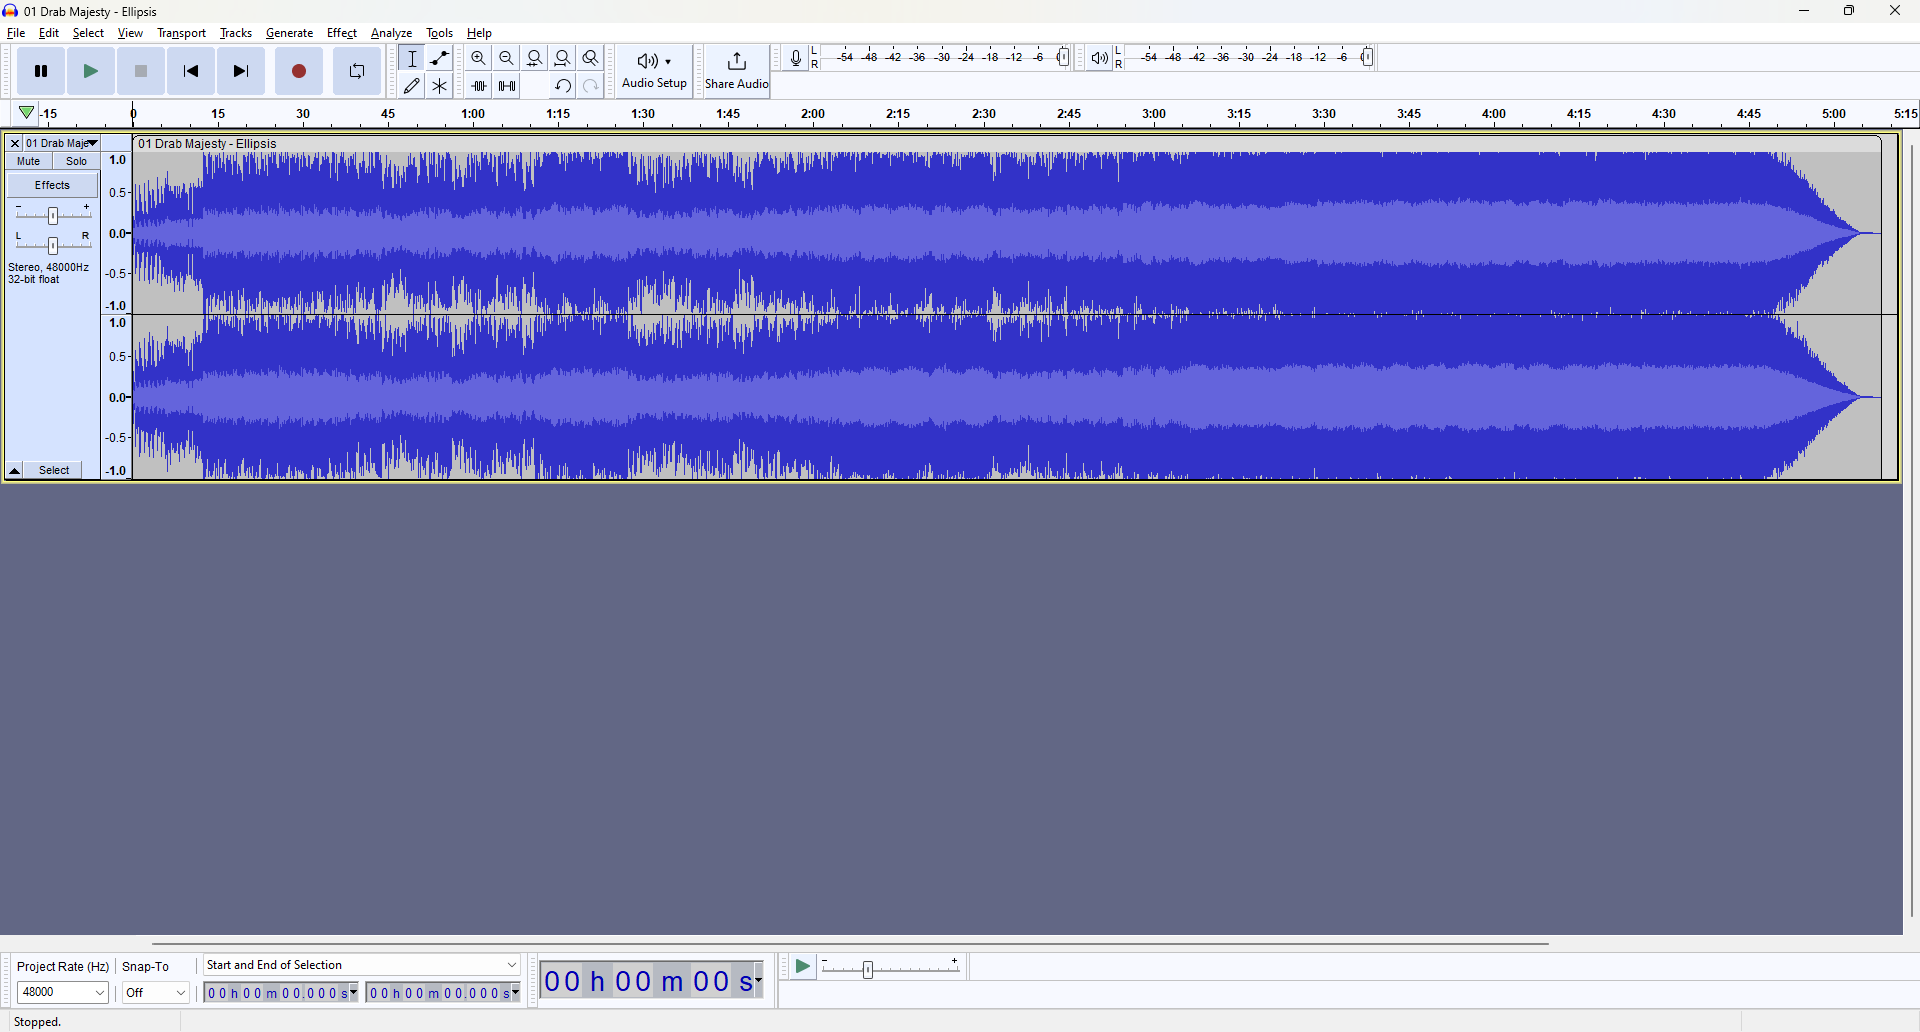 01 Drab Majesty - Ellipsis
File Edit Select View Transport Tracks Generate Effect Analyze Tools Help
Audio Setup
Share Audio
L
R
-54 -48 -42 -36 -30 -24 -18 -12 -6 0
L
R
-54 -48 -42 -36 -30 -24 -18 -12 -6 0
-15 0 15 30 45 1:00 1:15 1:30 1:45 2:00 2:15 2:30 2:45 3:00 3:15 3:30 3:45 4:00 4:15 4:30 4:45 5:00 5:15
01 Drab Maje
01 Drab Majesty - Ellipsis
Mute Solo
Effects
- +
L R
Stereo, 48000Hz
32-bit float
Select
1.0
0.5
0.0
-0.5
-1.0
1.0
0.5
0.0
-0.5
-1.0
Project Rate (Hz)
Snap-To
Start and End of Selection
48000
Off
00 h 00 m 00.000 s
00 h 00 m 00.000 s
00 h 00 m 00 s
- +
Stopped.